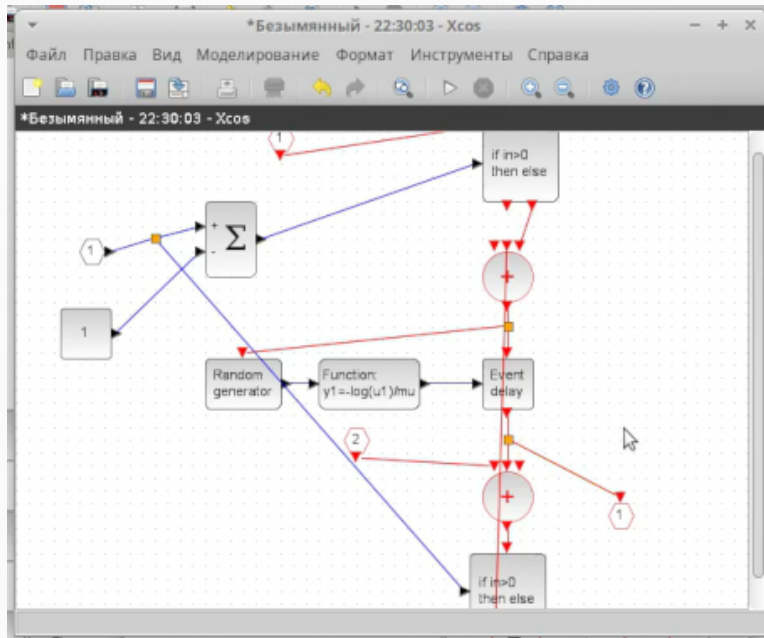 *Безымянный - 22:30:03 - Xcos
Файл Правка Вид Моделирование Формат Инструменты Справка
*Безымянный - 22:30:03 - Xcos
1
if in>0
then else
1
+
-
Σ
+
1
Random
generator
Function:
y1=-log(u1)/mu
Event
delay
2
+
1
if in>0
then else